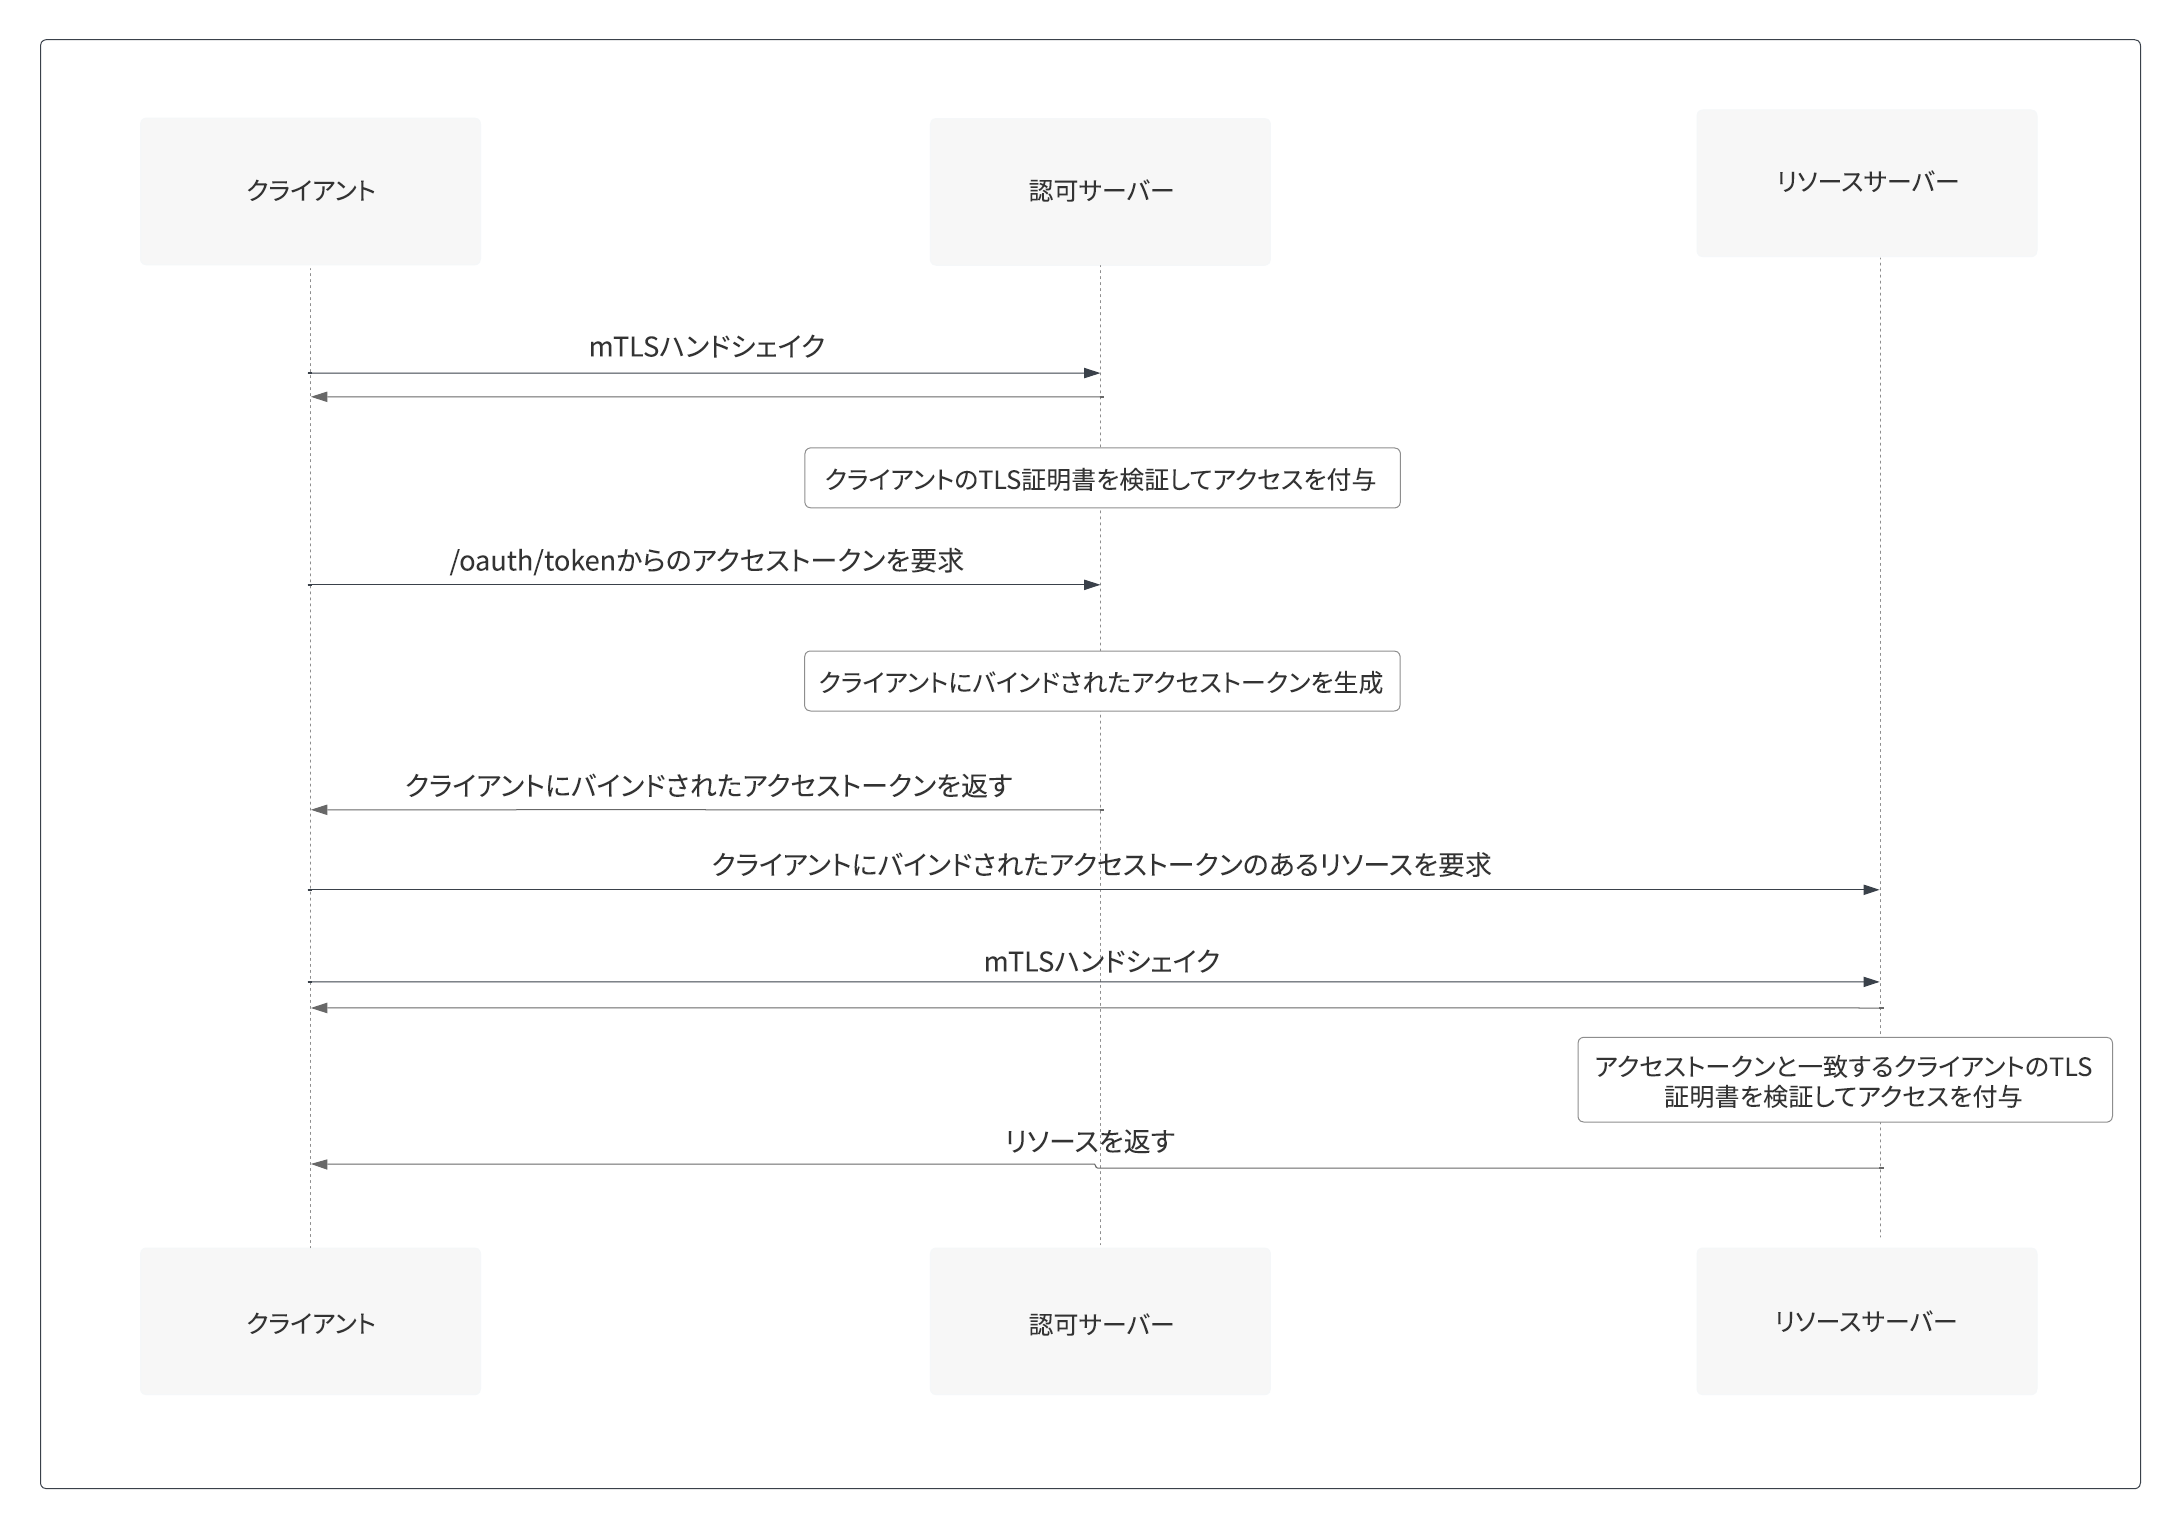 クライアント
認可サーバー
リソースサーバー
mTLSハンドシェイク
クライアントのTLS証明書を検証してアクセスを付与
/oauth/tokenからのアクセストークンを要求
クライアントにバインドされたアクセストークンを生成
クライアントにバインドされたアクセストークンを返す
クライアントにバインドされたアクセストークンのあるリソースを要求
mTLSハンドシェイク
アクセストークンと一致するクライアントのTLS
証明書を検証してアクセスを付与
リソースを返す
クライアント
認可サーバー
リソースサーバー